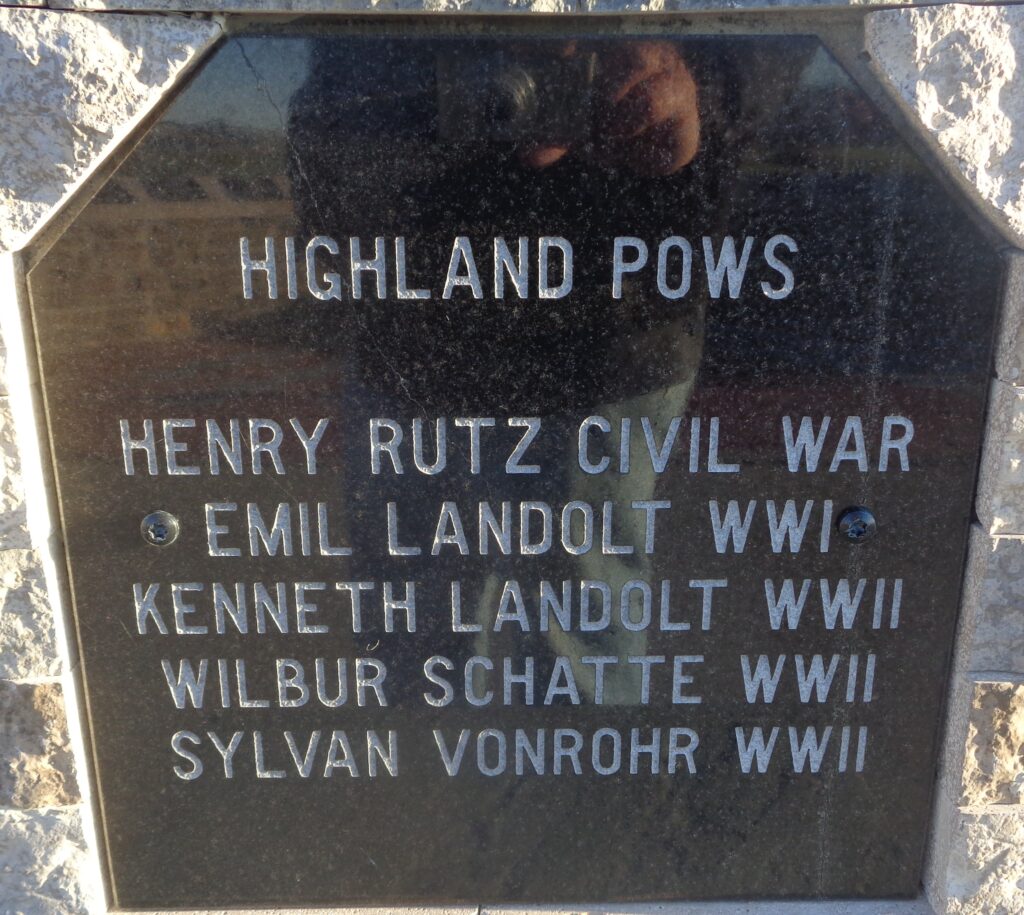 HIGHLAND POWS
HENRY RUTZ CIVIL WAR
EMIL LANDOLT WWI
KENNETH LANDOLT WWII
WILBUR SCHATTE WWII
SYLVAN VONROHR WWII